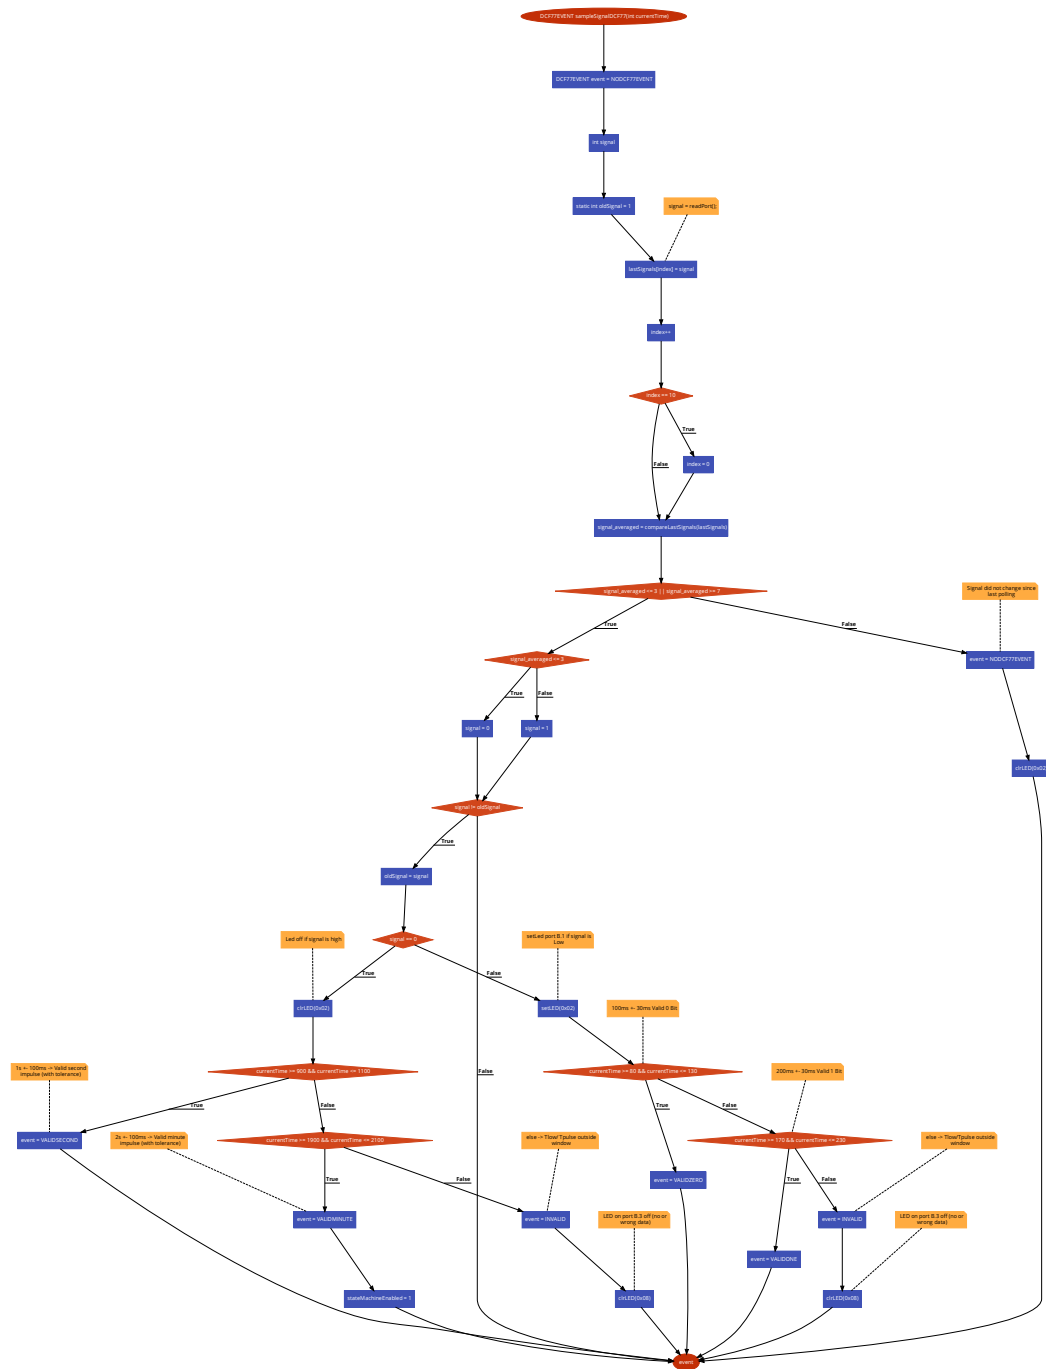 DCF77EVENT sampleSignalDCF77(int currentTime)
DCF77EVENT event = NODCF77EVENT
int signal
static int oldSignal = 1
signal = readPort();
lastSignals[index] = signal
index++
index == 10
True
False
index = 0
signal_averaged = compareLastSignals(lastSignals)
signal_averaged <= 3 || signal_averaged >= 7
Signal did not change since
last polling
True
False
signal_averaged <= 3
event = NODCF77EVENT
True
False
signal = 0
signal = 1
clrLED(0x02
signal != oldSignal
True
oldSignal = signal
Led off if signal is high
signal == 0
setLed port B.1 if signal is
Low
True
False
clrLED(0x02)
setLED(0x02)
100ms +- 30ms Valid 0 Bit
1s +- 100ms -> Valid second
impulse (with tolerance)
currentTime >= 900 && currentTime <= 1100
False
currentTime >= 80 && currentTime <= 130
200ms +- 30ms Valid 1 Bit
True
False
True
False
event = VALIDSECOND
2s +- 100ms -> Valid minute
impulse (with tolerance)
currentTime >= 1900 && currentTime <= 2100
else -> Tlow/Tpulse outside
window
currentTime >= 170 && currentTime <= 230
else -> Tlow/Tpulse outside
window
True
False
event = VALIDZERO
True
False
event = VALIDMINUTE
event = INVALID
LED on port B.3 off (no or
wrong data)
event = INVALID
LED on port B.3 off (no or
wrong data)
event = VALIDONE
stateMachineEnabled = 1
clrLED(0x08)
clrLED(0x08)
event